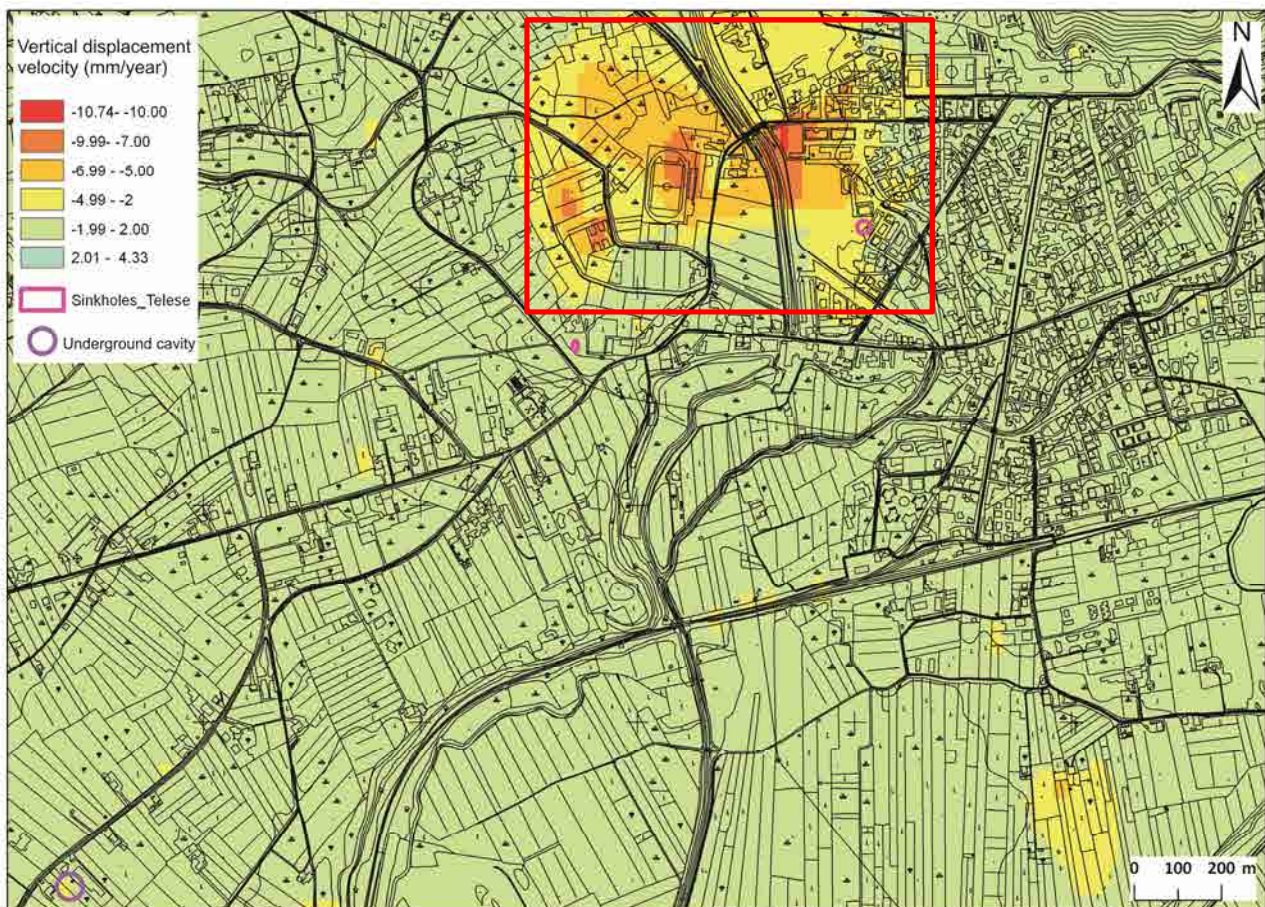 Vertical displacement
velocity (mm/year)
-10.74- -10.00
-9.99- -7.00
-6.99 - -5.00
-4.99 - -2
-1.99 - 2.00
2.01 - 4.33
Sinkholes_Telese
Underground cavity
N
0 100 200 m